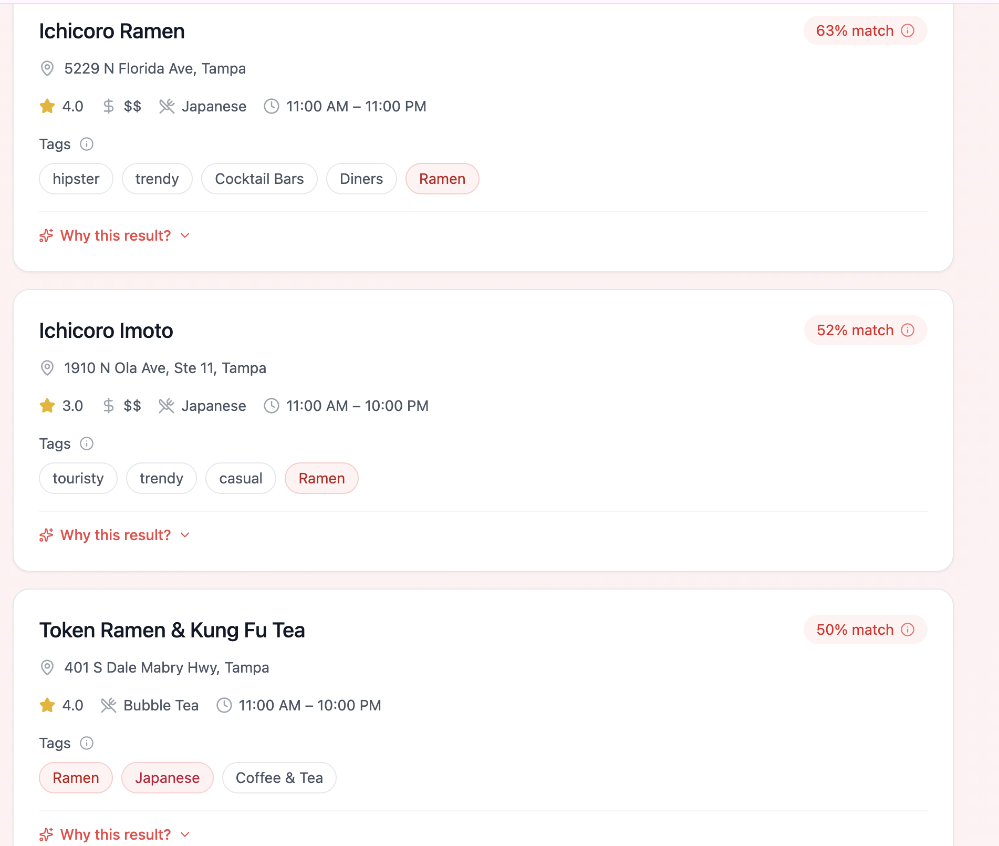 Ichicoro Ramen
63% match
5229 N Florida Ave, Tampa
4.0 $$ Japanese 11:00 AM – 11:00 PM
Tags
hipster trendy Cocktail Bars Diners Ramen
Why this result?
Ichicoro Imoto
52% match
1910 N Ola Ave, Ste 11, Tampa
3.0 $$ Japanese 11:00 AM – 10:00 PM
Tags
touristy trendy casual Ramen
Why this result?
Token Ramen & Kung Fu Tea
50% match
401 S Dale Mabry Hwy, Tampa
4.0 Bubble Tea 11:00 AM – 10:00 PM
Tags
Ramen Japanese Coffee & Tea
Why this result?